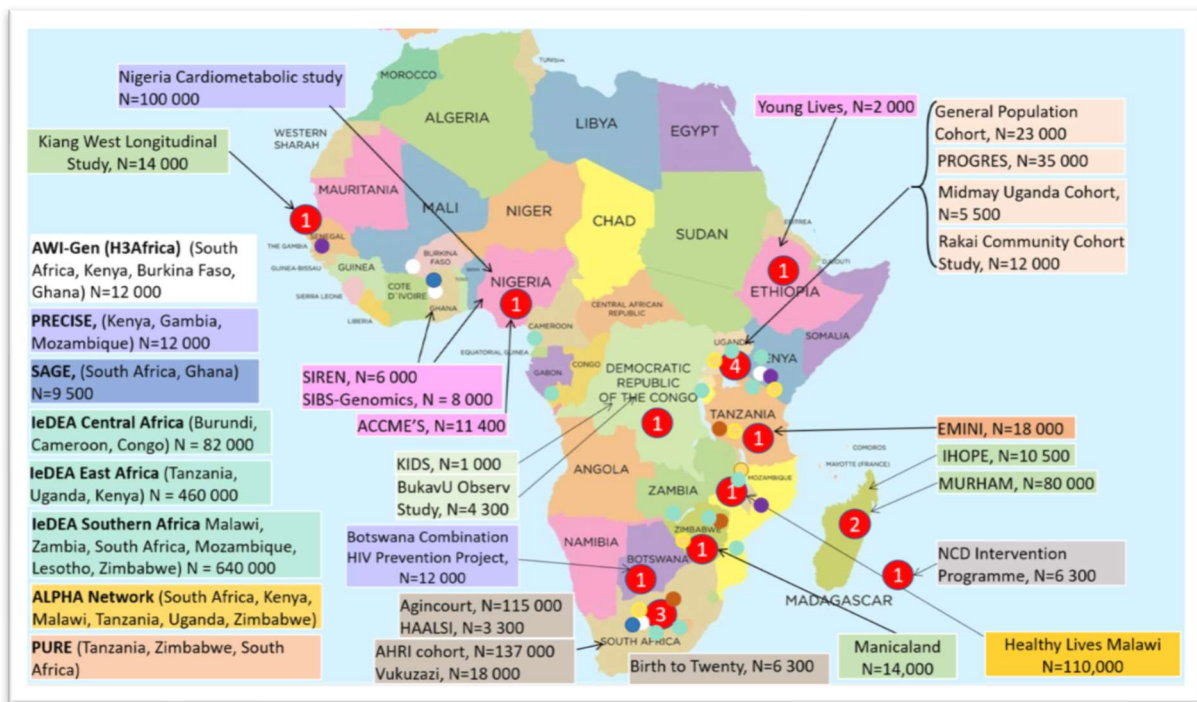 Nigeria Cardiometabolic study
N=100 000
Kiang West Longitudinal
Study, N=14 000
AWI-Gen (H3Africa) (South
Africa, Kenya, Burkina Faso,
Ghana) N=12 000
PRECISE, (Kenya, Gambia,
Mozambique) N=12 000
SAGE, (South Africa, Ghana)
N=9 500
IeDEA Central Africa (Burundi,
Cameroon, Congo) N = 82 000
IeDEA East Africa (Tanzania,
Uganda, Kenya) N = 460 000
IeDEA Southern Africa Malawi,
Zambia, South Africa, Mozambique,
Lesotho, Zimbabwe) N = 640 000
ALPHA Network (South Africa, Kenya,
Malawi, Tanzania, Uganda, Zimbabwe)
PURE (Tanzania, Zimbabwe, South
Africa)
TUNISIA
MOROCCO
ALGERIA
LIBYA
EGYPT
WESTERN
SHARAH
MAURITANIA
MALI
NIGER
CHAD
SUDAN
ERITREA
DJIBOUTI
1
SENEGAL
THE GAMBIA
GUINEA-BISSAU
GUINEA
SIERRA LEONE
LIBERIA
COTE
D'IVOIRE
BURKINA
FASO
GHANA
TOGO
NIGERIA
1
CAMEROON
EQUATORIAL GUINEA
GABON
CONGO
CENTRAL AFRICAN
REPUBLIC
1
ETHIOPIA
SOMALIA
UGANDA
4
KENYA
DEMOCRATIC
REPUBLIC
OF THE CONGO
1
TANZANIA
1
ANGOLA
ZAMBIA
1
MOZAMBIQUE
COMOROS
MAYOTTE (FRANCE)
ZIMBABWE
1
NAMIBIA
BOTSWANA
1
3
SOUTH AFRICA
2
MADAGASCAR
1
SIREN, N=6 000
SIBS-Genomics, N = 8 000
ACCME'S, N=11 400
KIDS, N=1 000
BukavU Observ
Study, N=4 300
Botswana Combination
HIV Prevention Project,
N=12 000
Agincourt, N=115 000
HAALSI, N=3 300
AHRI cohort, N=137 000
Vukuzazi, N=18 000
Birth to Twenty, N=6 300
Young Lives, N=2 000
General Population
Cohort, N=23 000
PROGRES, N=35 000
Midmay Uganda Cohort,
N=5 500
Rakai Community Cohort
Study, N=12 000
EMINI, N=18 000
IHOPE, N=10 500
MURHAM, N=80 000
NCD Intervention
Programme, N=6 300
Manicaland
N=14,000
Healthy Lives Malawi
N=110,000